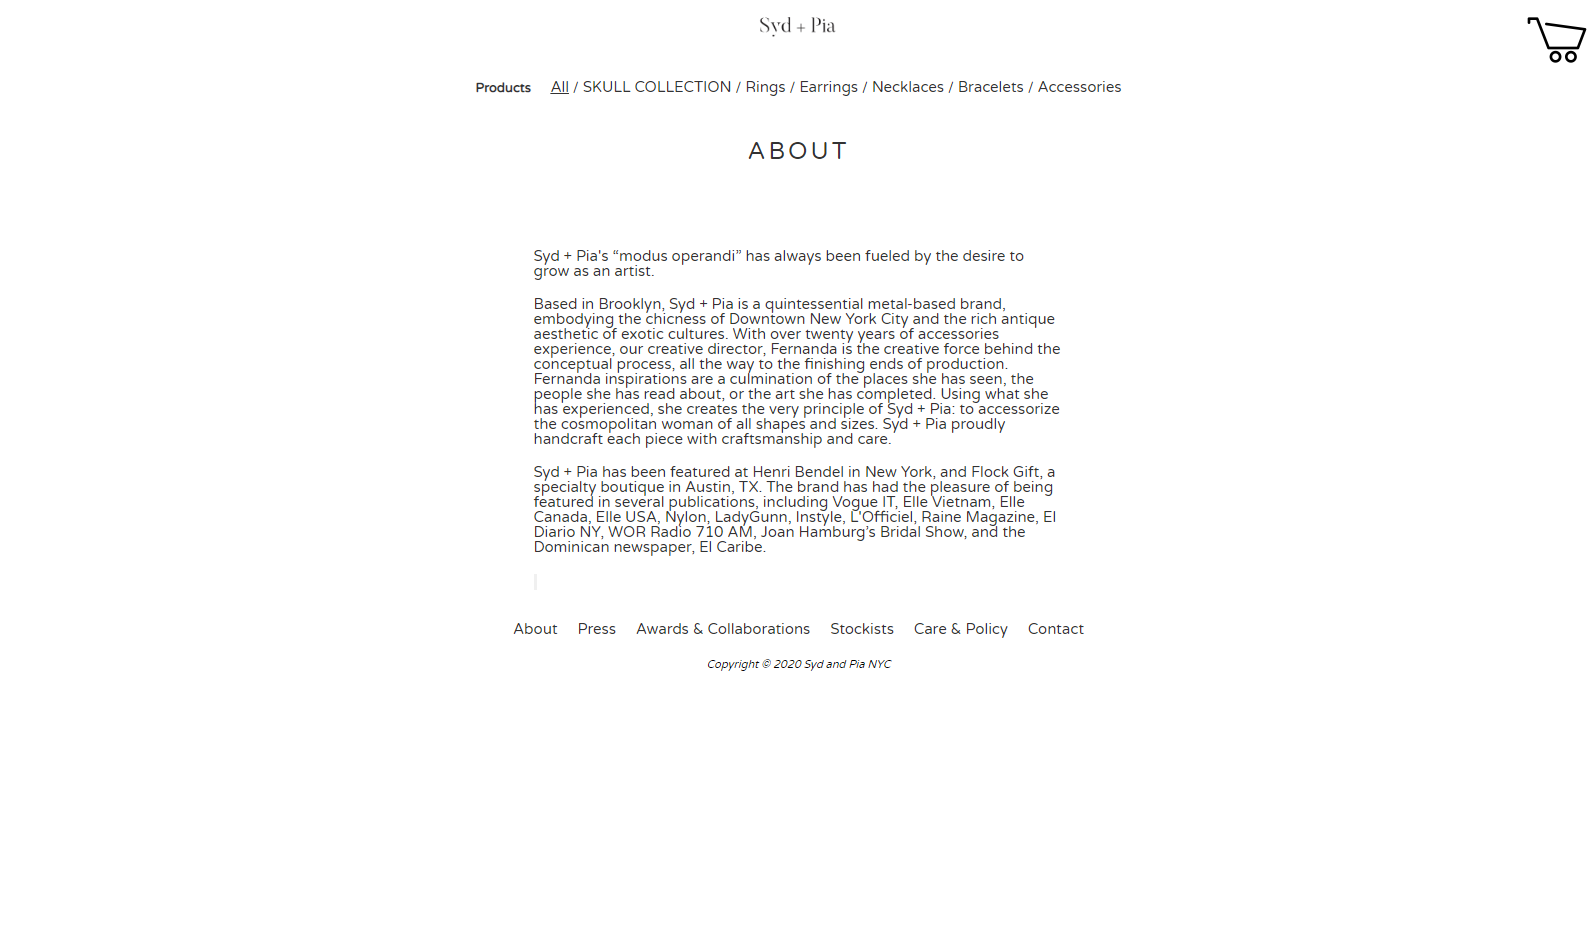 Syd + Pia
Products All / SKULL COLLECTION / Rings / Earrings / Necklaces / Bracelets / Accessories
ABOUT
Syd + Pia's “modus operandi” has always been fueled by the desire to
grow as an artist.
Based in Brooklyn, Syd + Pia is a quintessential metal-based brand,
embodying the chicness of Downtown New York City and the rich antique
aesthetic of exotic cultures. With over twenty years of accessories
experience, our creative director, Fernanda is the creative force behind the
conceptual process, all the way to the finishing ends of production.
Fernanda inspirations are a culmination of the places she has seen, the
people she has read about, or the art she has completed. Using what she
has experienced, she creates the very principle of Syd + Pia: to accessorize
the cosmopolitan woman of all shapes and sizes. Syd + Pia proudly
handcraft each piece with craftsmanship and care.
Syd + Pia has been featured at Henri Bendel in New York, and Flock Gift, a
specialty boutique in Austin, TX. The brand has had the pleasure of being
featured in several publications, including Vogue IT, Elle Vietnam, Elle
Canada, Elle USA, Nylon, LadyGunn, Instyle, L'Officiel, Raine Magazine, El
Diario NY, WOR Radio 710 AM, Joan Hamburg’s Bridal Show, and the
Dominican newspaper, El Caribe.
About Press Awards & Collaborations Stockists Care & Policy Contact
Copyright © 2020 Syd and Pia NYC